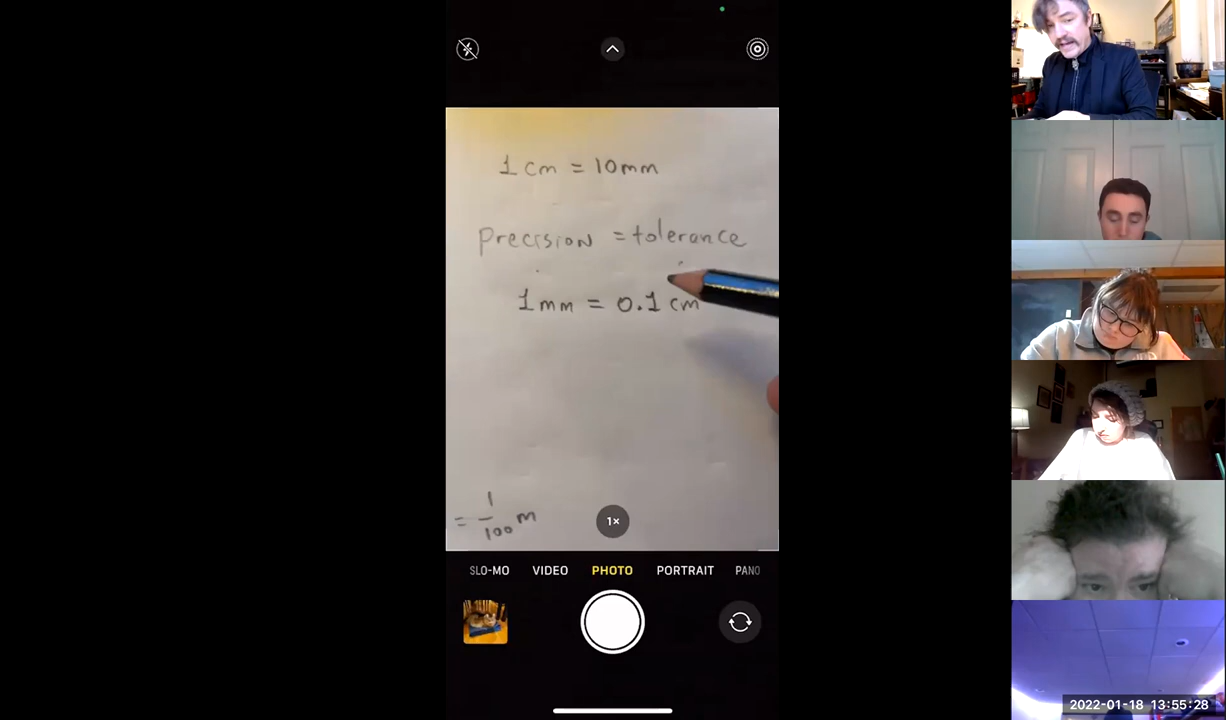 1 cm = 10mm
Precision = tolerance
1mm = 0.1 cm
= 1/100 m
1×
SLO-MO VIDEO PHOTO PORTRAIT PANO
2022-01-18 13:55:28